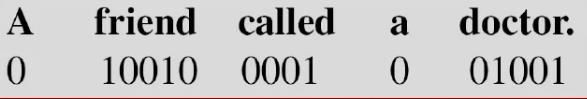 A friend called a doctor.
0 10010 0001 0 01001